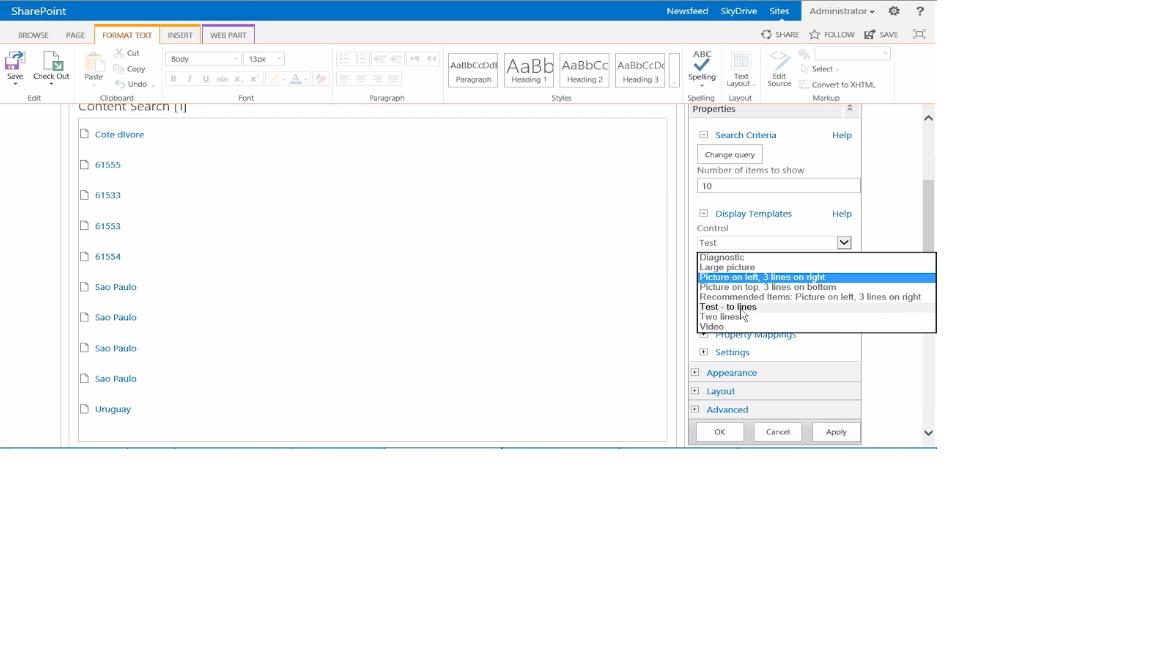 SharePoint
Newsfeed SkyDrive Sites Administrator ?
BROWSE PAGE FORMAT TEXT INSERT WEB PART
SHARE FOLLOW SAVE
Save Check Out Paste Cut Copy Undo
Body 13px
B I U abc x x A
AaBbCcDdE AaBb AaBbCc AaBbCcDc
Paragraph Heading 1 Heading 2 Heading 3
ABC Spelling Text Layout Edit Source Select Convert to XHTML
Edit Clipboard Font Paragraph Styles Spelling Layout Markup
Content Search [1]
Cote dIvore
61555
61533
61553
61554
Sao Paulo
Sao Paulo
Sao Paulo
Sao Paulo
Uruguay
Properties
Search Criteria Help
Change query
Number of items to show
10
Display Templates Help
Control
Test
Diagnostic
Large picture
Picture on left, 3 lines on right
Picture on top, 3 lines on bottom
Recommended Items: Picture on left, 3 lines on right
Test - to lines
Two lines
Video
Property Mappings
Settings
Appearance
Layout
Advanced
OK Cancel Apply